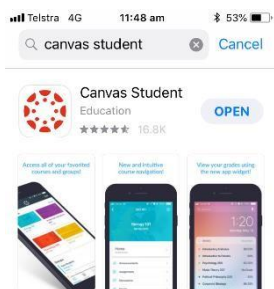 Telstra 4G 11:48 am 53%
canvas student Cancel
Canvas Student
Education
OPEN
16.8K
Access all of your favorited
courses and groups!
New and intuitive
course navigation!
View your grades using
the new app widget!
1:20